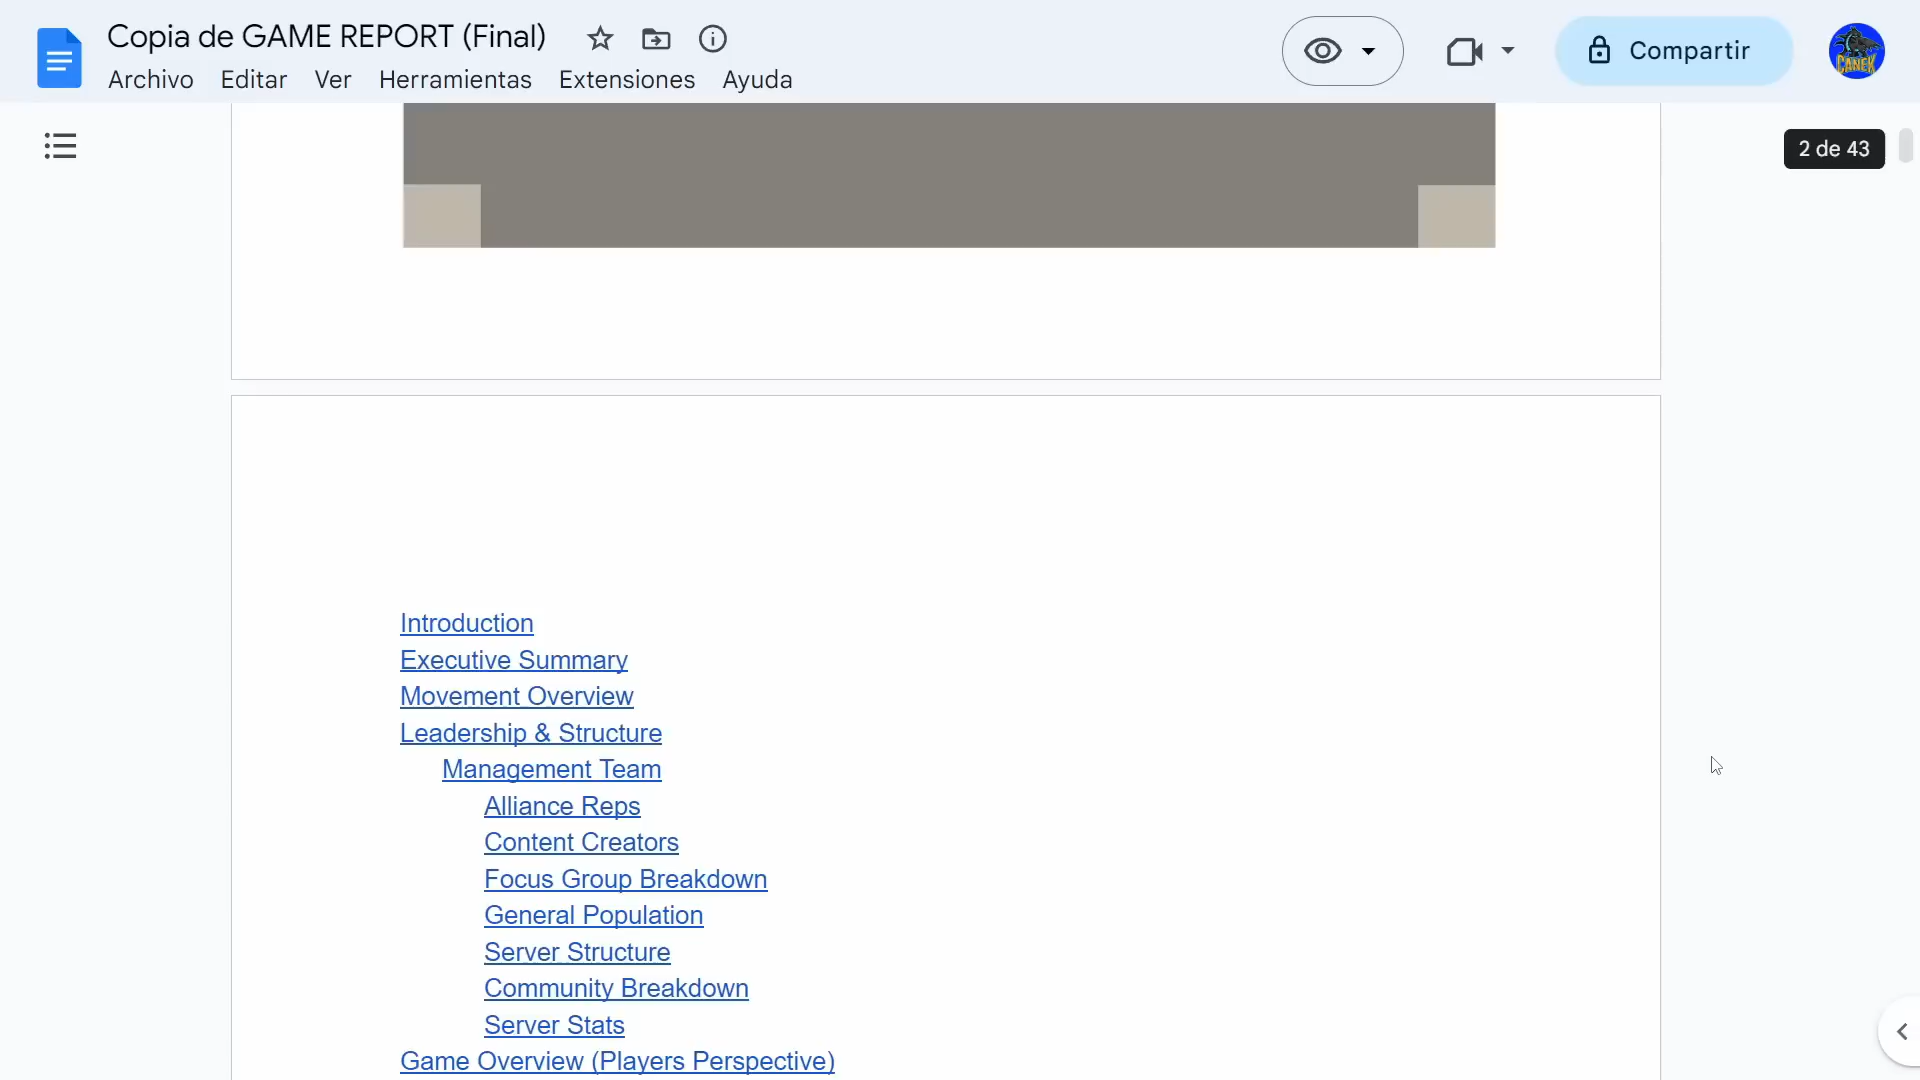 Copia de GAME REPORT (Final)
Archivo Editar Ver Herramientas Extensiones Ayuda
Compartir
CANEK
2 de 43
Introduction
Executive Summary
Movement Overview
Leadership & Structure
Management Team
Alliance Reps
Content Creators
Focus Group Breakdown
General Population
Server Structure
Community Breakdown
Server Stats
Game Overview (Players Perspective)